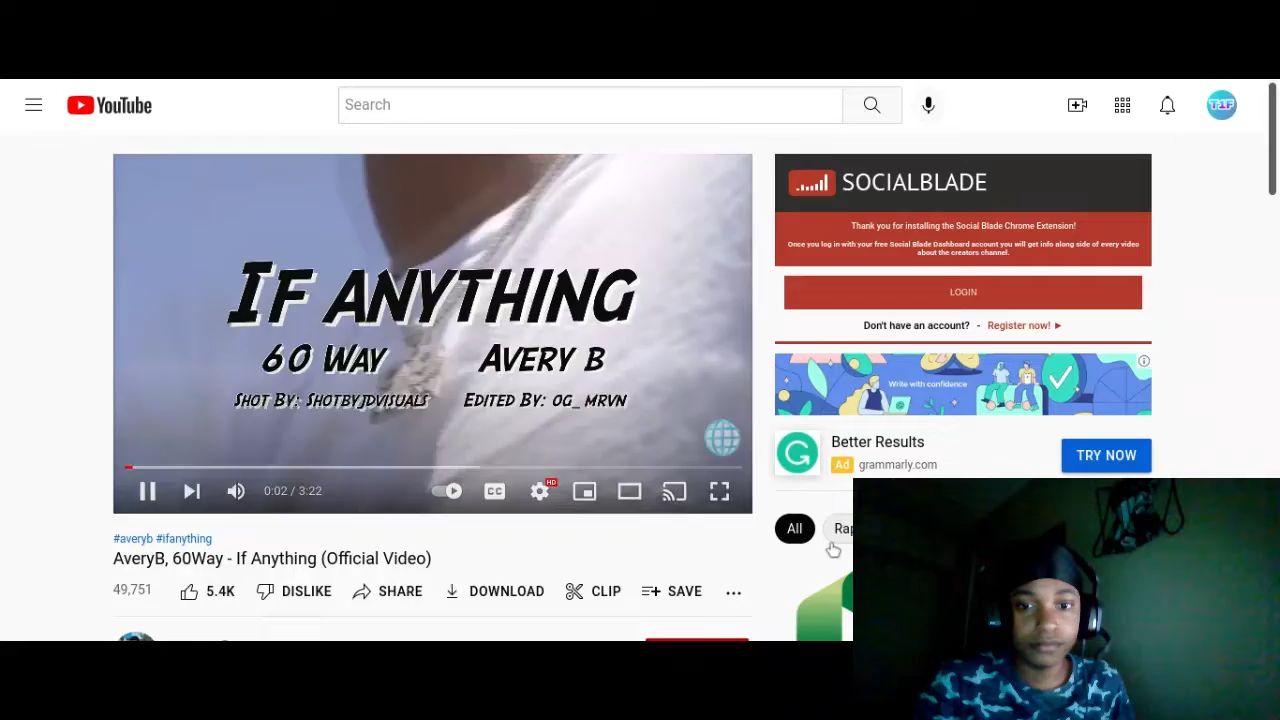 YouTube
Search
T1F
IF ANYTHING
60 WAY AVERY B
SHOT BY: SHOTBYJDVISUALS EDITED BY: OG_MRVN
HD
CC
0:02 / 3:22
#averyb #ifanything
AveryB, 60Way - If Anything (Official Video)
49,751 5.4K DISLIKE SHARE DOWNLOAD CLIP SAVE
SOCIALBLADE
Thank you for installing the Social Blade Chrome Extension!
Once you log in with your free Social Blade Dashboard account you will get info along side of every video
about the creators channel.
LOGIN
Don't have an account? - Register now! ►
Write with confidence
Better Results
Ad grammarly.com
TRY NOW
All Rap